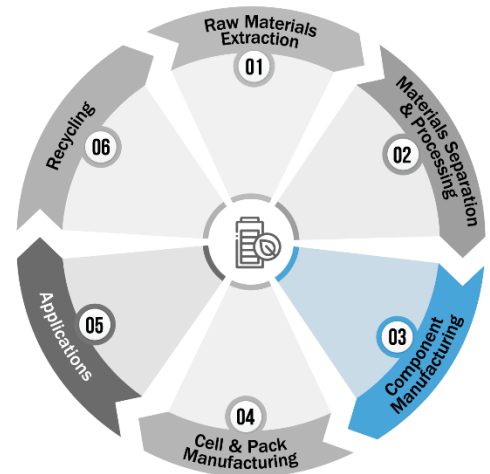 Raw Materials
Extraction
01
Materials Separation
& Processing
02
03
Component
Manufacturing
04
Cell & Pack
Manufacturing
05
Applications
06
Recycling